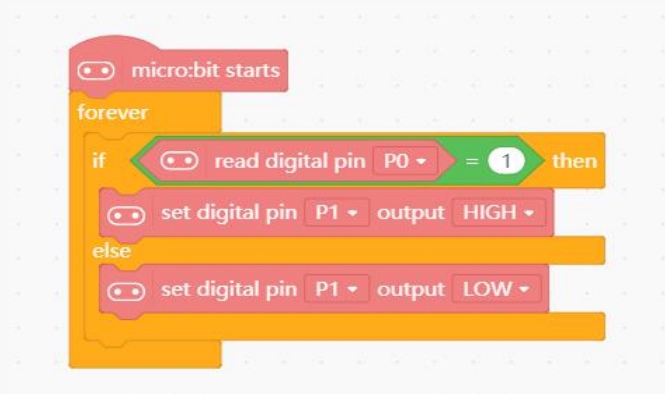 micro:bit starts
forever
if read digital pin P0 = 1 then
set digital pin P1 output HIGH
else
set digital pin P1 output LOW